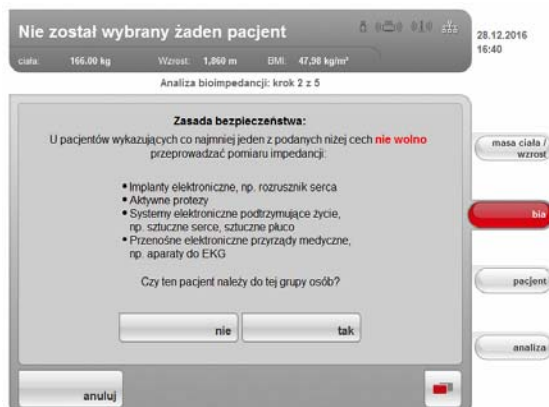 Nie został wybrany żaden pacjent
28.12.2016
16:40
ciała: 166.00 kg Wzrost: 1,860 m BMI: 47,98 kg/m²
Analiza bioimpedancji: krok 2 z 5
Zasada bezpieczeństwa:
U pacjentów wykazujących co najmniej jeden z podanych niżej cech nie wolno
przeprowadzać pomiaru impedancji:
• Implanty elektroniczne, np. rozrusznik serca
• Aktywne protezy
• Systemy elektroniczne podtrzymujące życie,
np. sztuczne serce, sztuczne płuco
• Przenośne elektroniczne przyrządy medyczne,
np. aparaty do EKG
Czy ten pacjent należy do tej grupy osób?
nie
tak
anuluj
masa ciała /
wzrost
bia
pacjent
analiza